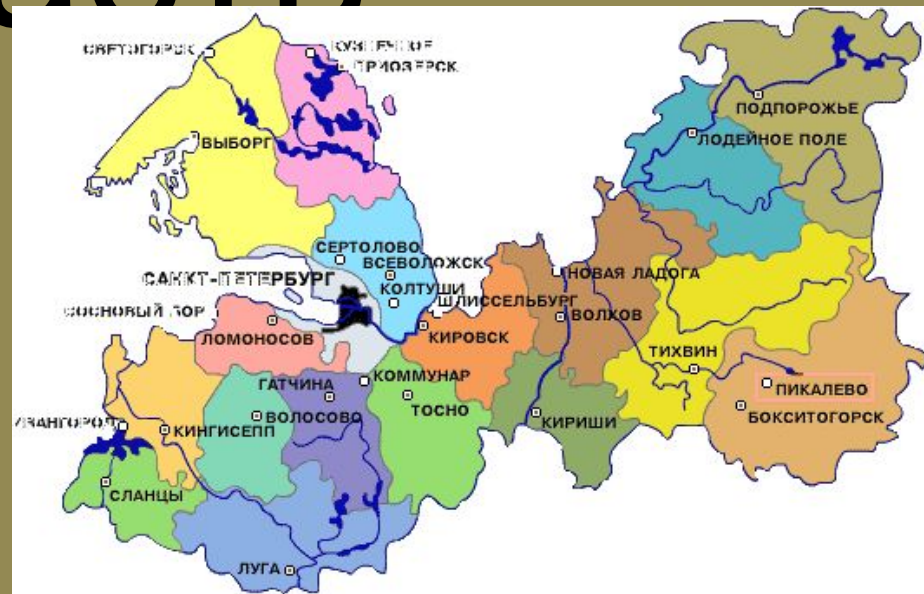 СВЕТОГОРСК
КУЗНЕЧНОЕ
ПРИОЗЕРСК
ПОДПОРОЖЬЕ
ВЫБОРГ
ЛОДЕЙНОЕ ПОЛЕ
СЕРТОЛОВО
ВСЕВОЛОЖСК
САНКТ-ПЕТЕРБУРГ
НОВАЯ ЛАДОГА
КОЛТУШИ
ШЛИССЕЛЬБУРГ
СОСНОВЫЙ БОР
ВОЛХОВ
ЛОМОНОСОВ
КИРОВСК
ТИХВИН
КОММУНАР
ГАТЧИНА
ПИКАЛЕВО
ТОСНО
ВОЛОСОВО
БОКСИТОГОРСК
ИВАНГОРОД
КИНГИСЕПП
КИРИШИ
СЛАНЦЫ
ЛУГА